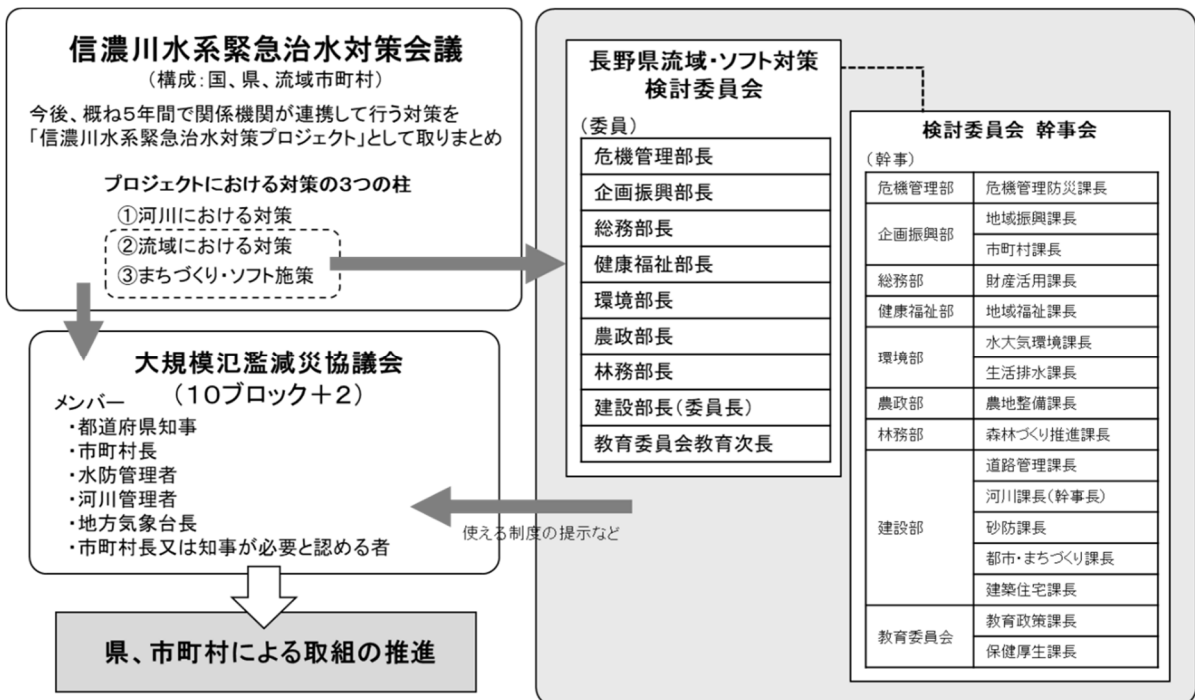 信濃川水系緊急治水対策会議
(構成:国、県、流域市町村)
今後、概ね5年間で関係機関が連携して行う対策を
「信濃川水系緊急治水対策プロジェクト」として取りまとめ
プロジェクトにおける対策の3つの柱
①河川における対策
②流域における対策
③まちづくり・ソフト施策
大規模氾濫減災協議会
(10ブロック+2)
メンバー
・都道府県知事
・市町村長
・水防管理者
・河川管理者
・地方気象台長
・市町村長又は知事が必要と認める者
県、市町村による取組の推進
長野県流域・ソフト対策
検討委員会
(委員)
危機管理部長
企画振興部長
総務部長
健康福祉部長
環境部長
農政部長
林務部長
建設部長(委員長)
教育委員会教育次長
使える制度の提示など
検討委員会 幹事会
(幹事)
危機管理部 危機管理防災課長
企画振興部 地域振興課長
市町村課長
総務部 財産活用課長
健康福祉部 地域福祉課長
環境部 水大気環境課長
生活排水課長
農政部 農地整備課長
林務部 森林づくり推進課長
建設部 道路管理課長
河川課長(幹事長)
砂防課長
都市・まちづくり課長
建築住宅課長
教育委員会 教育政策課長
保健厚生課長